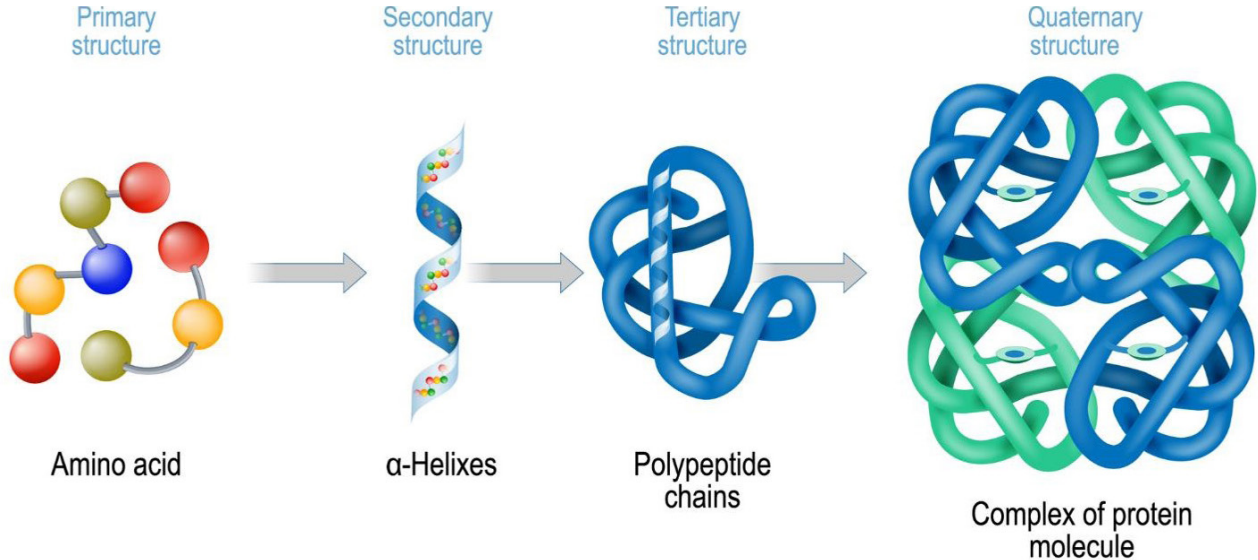 Primary
structure
Secondary
structure
Tertiary
structure
Quaternary
structure
Amino acid
α-Helixes
Polypeptide
chains
Complex of protein
molecule